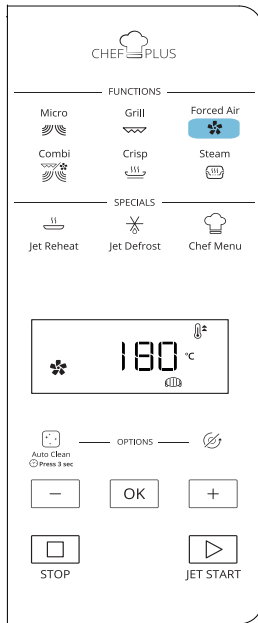 CHEF PLUS
FUNCTIONS
Micro Grill Forced Air
Combi Crisp Steam
SPECIALS
Jet Reheat Jet Defrost Chef Menu
180 °C
Auto Clean
Press 3 sec
OPTIONS
− OK +
STOP JET START